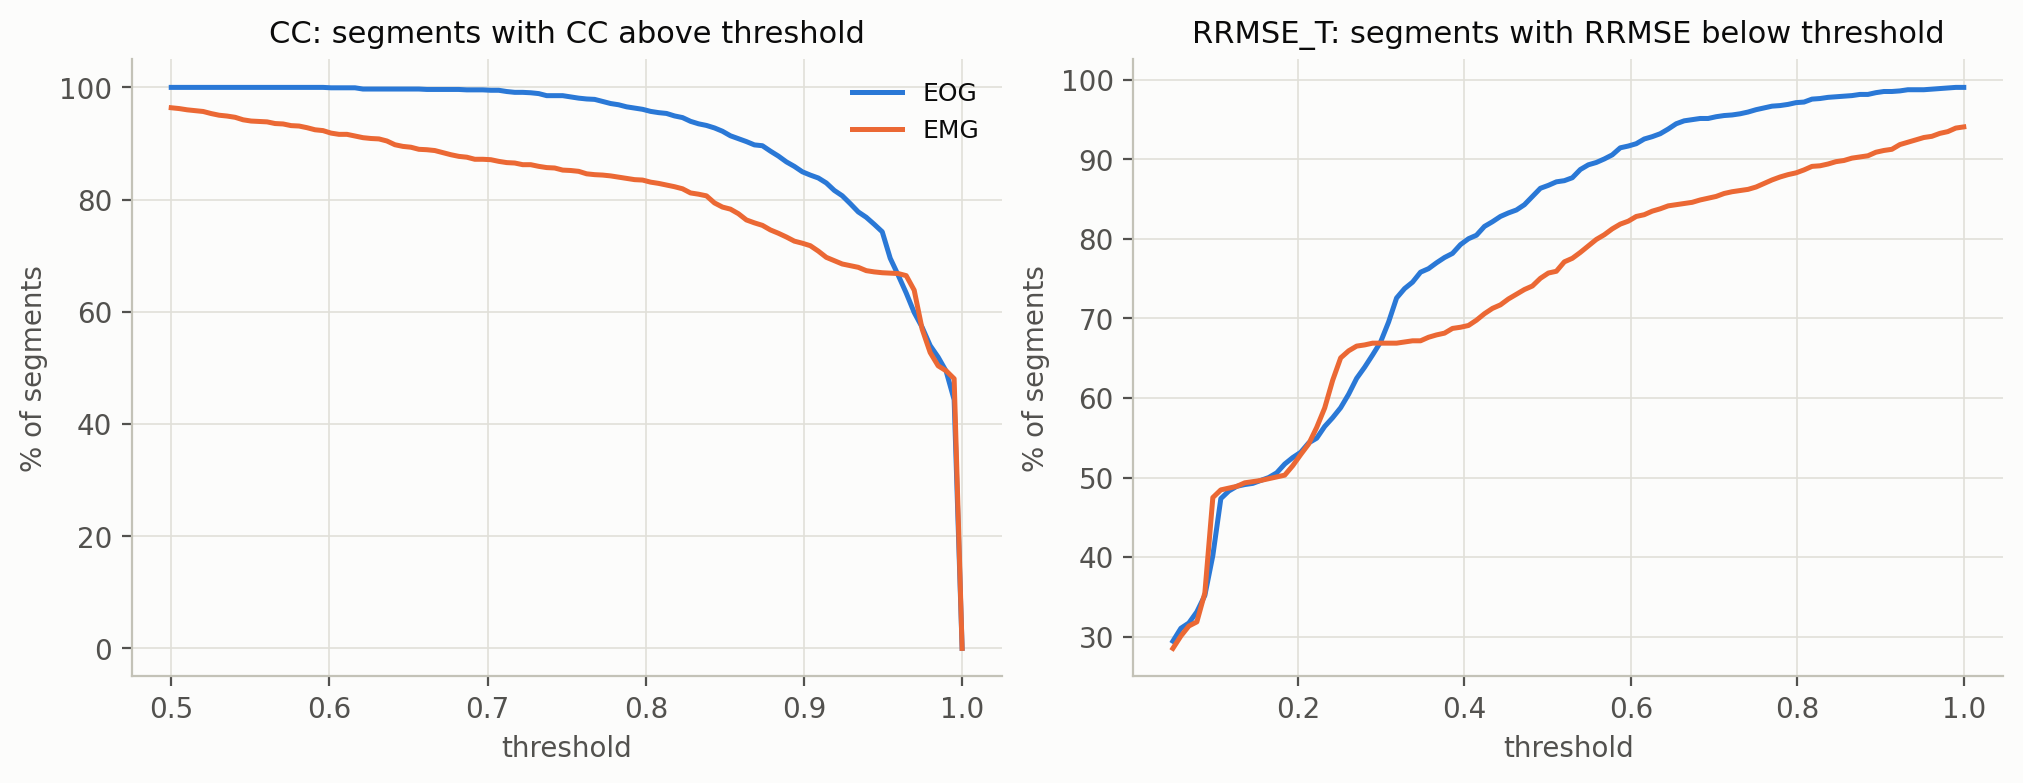 CC: segments with CC above threshold
% of segments
100
80
60
40
20
0
EOG
EMG
0.5 0.6 0.7 0.8 0.9 1.0
threshold
RRMSE_T: segments with RRMSE below threshold
% of segments
100
90
80
70
60
50
40
30
0.2 0.4 0.6 0.8 1.0
threshold